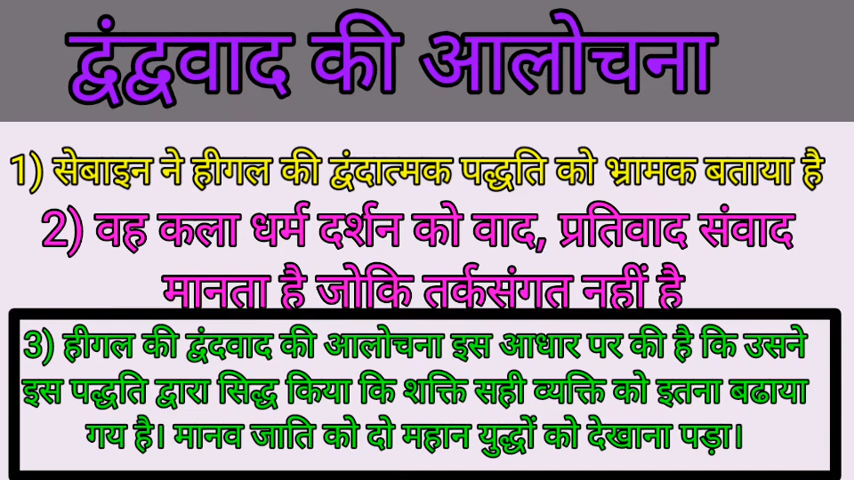 द्वंद्ववाद की आलोचना
1) सेबाइन ने हीगल की द्वंदात्मक पद्धति को भ्रामक बताया है
2) वह कला धर्म दर्शन को वाद, प्रतिवाद संवाद
मानता है जोकि तर्कसंगत नहीं है
3) हीगल की द्वंदवाद की आलोचना इस आधार पर की है कि उसने
इस पद्धति द्वारा सिद्ध किया कि शक्ति सही व्यक्ति को इतना बढाया
गय है। मानव जाति को दो महान युद्धों को देखाना पड़ा।